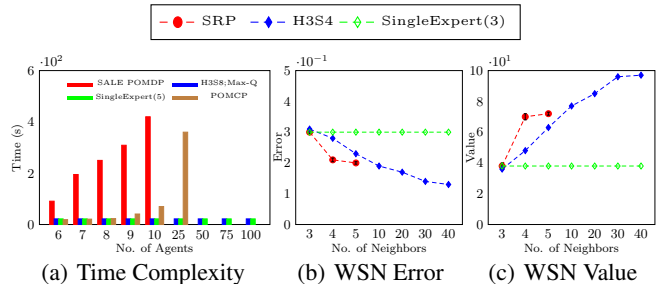 SRP H3S4 SingleExpert(3)
6 ·10²
4
2
0
Time (s)
SALE POMDP
H3S8;Max-Q
SingleExpert(5)
POMCP
6 7 8 9 10 25 50 75 100
No. of Agents
(a) Time Complexity
5 ·10⁻¹
4
3
2
1
0
Error
3 4 5 10 20 30 40
No. of Neighbors
(b) WSN Error
10 ·10¹
8
6
4
2
0
Value
3 4 5 10 20 30 40
No. of Neighbors
(c) WSN Value